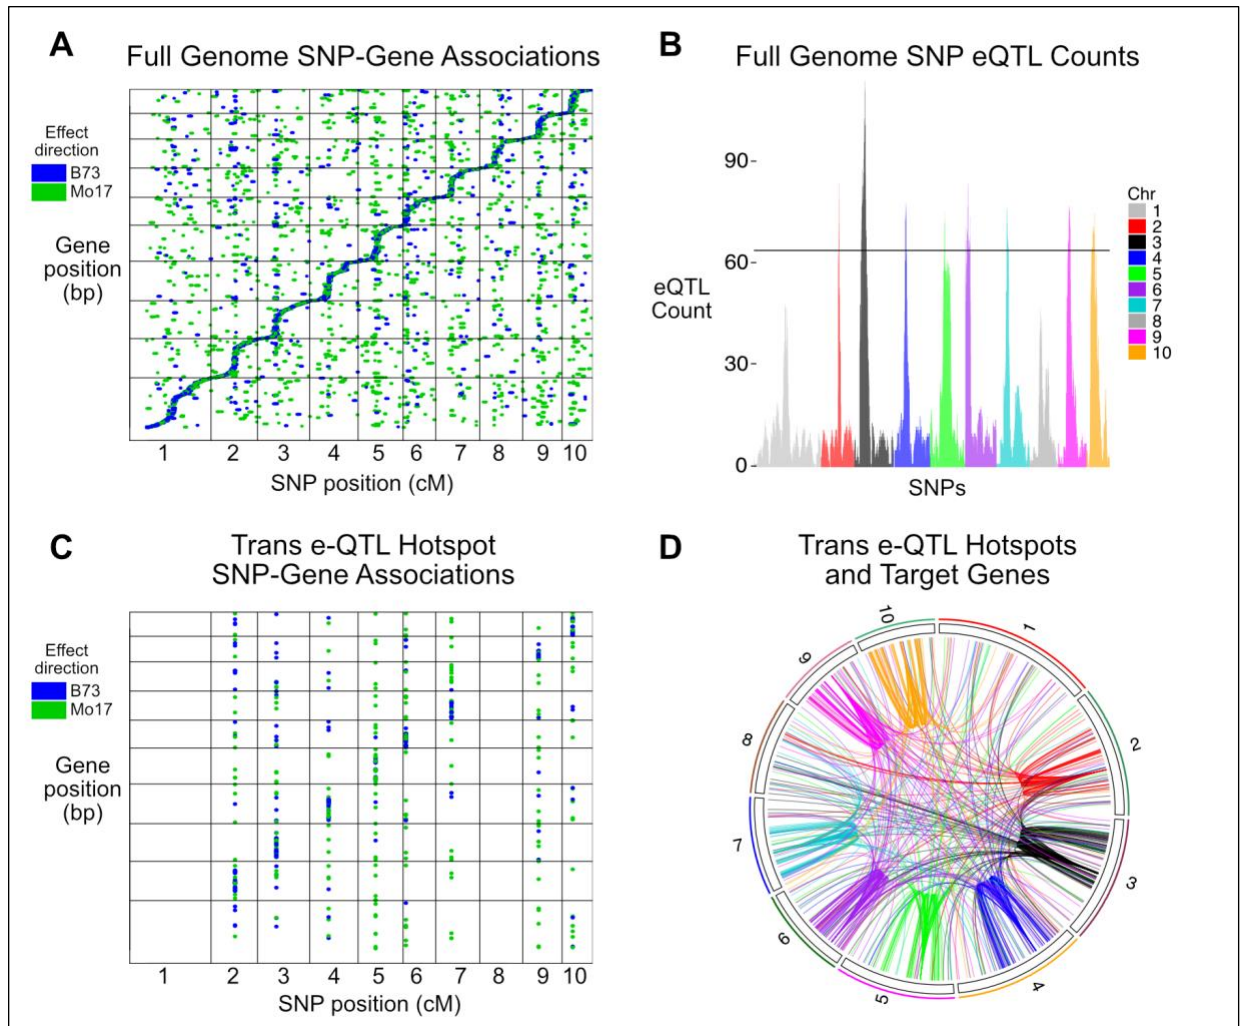 A
Full Genome SNP-Gene Associations
Effect
direction
B73
Mo17
Gene
position
(bp)
1 2 3 4 5 6 7 8 9 10
SNP position (cM)
B
Full Genome SNP eQTL Counts
90
60
30
0
eQTL
Count
SNPs
Chr
1
2
3
4
5
6
7
8
9
10
C
Trans e-QTL Hotspot
SNP-Gene Associations
Effect
direction
B73
Mo17
Gene
position
(bp)
1 2 3 4 5 6 7 8 9 10
SNP position (cM)
D
Trans e-QTL Hotspots
and Target Genes
1
2
3
4
5
6
7
8
9
10